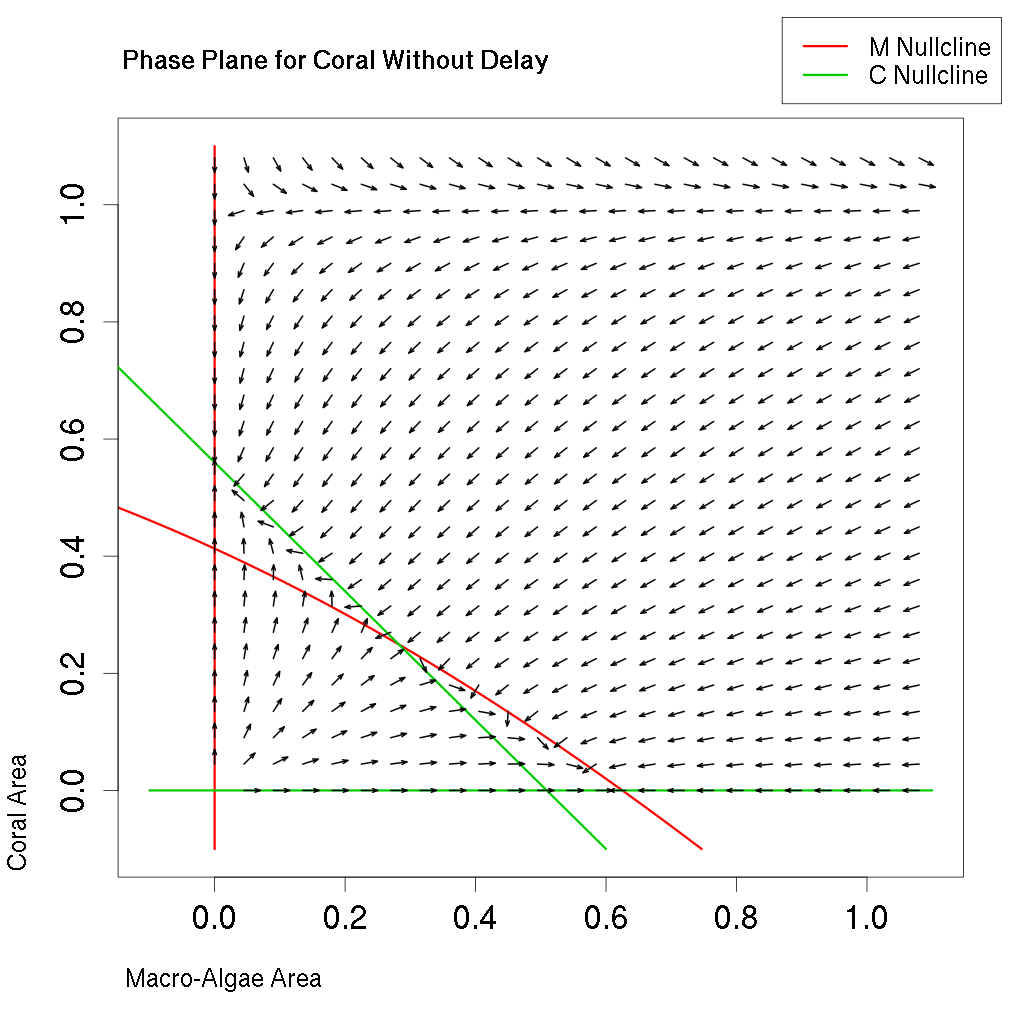 Phase Plane for Coral Without Delay
M Nullcline
C Nullcline
1.0
0.8
0.6
0.4
0.2
0.0
Coral Area
0.0 0.2 0.4 0.6 0.8 1.0
Macro-Algae Area